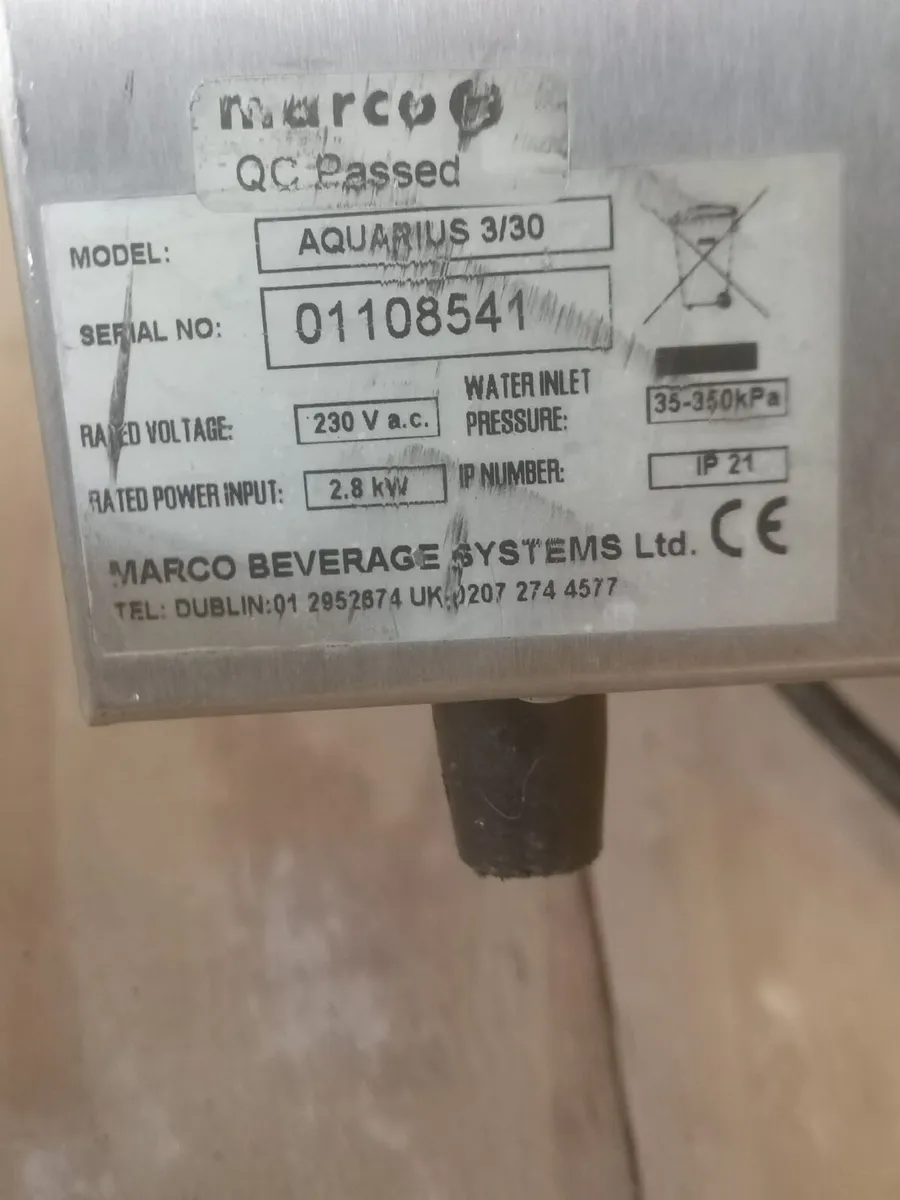 marco
QC Passed
MODEL: AQUARIUS 3/30
SERIAL NO: 01108541
RATED VOLTAGE: 230 V a.c. WATER INLET PRESSURE: 35-350kPa
RATED POWER INPUT: 2.8 kW IP NUMBER: IP 21
MARCO BEVERAGE SYSTEMS Ltd. CE
TEL: DUBLIN:01 2952674 UK:0207 274 4577